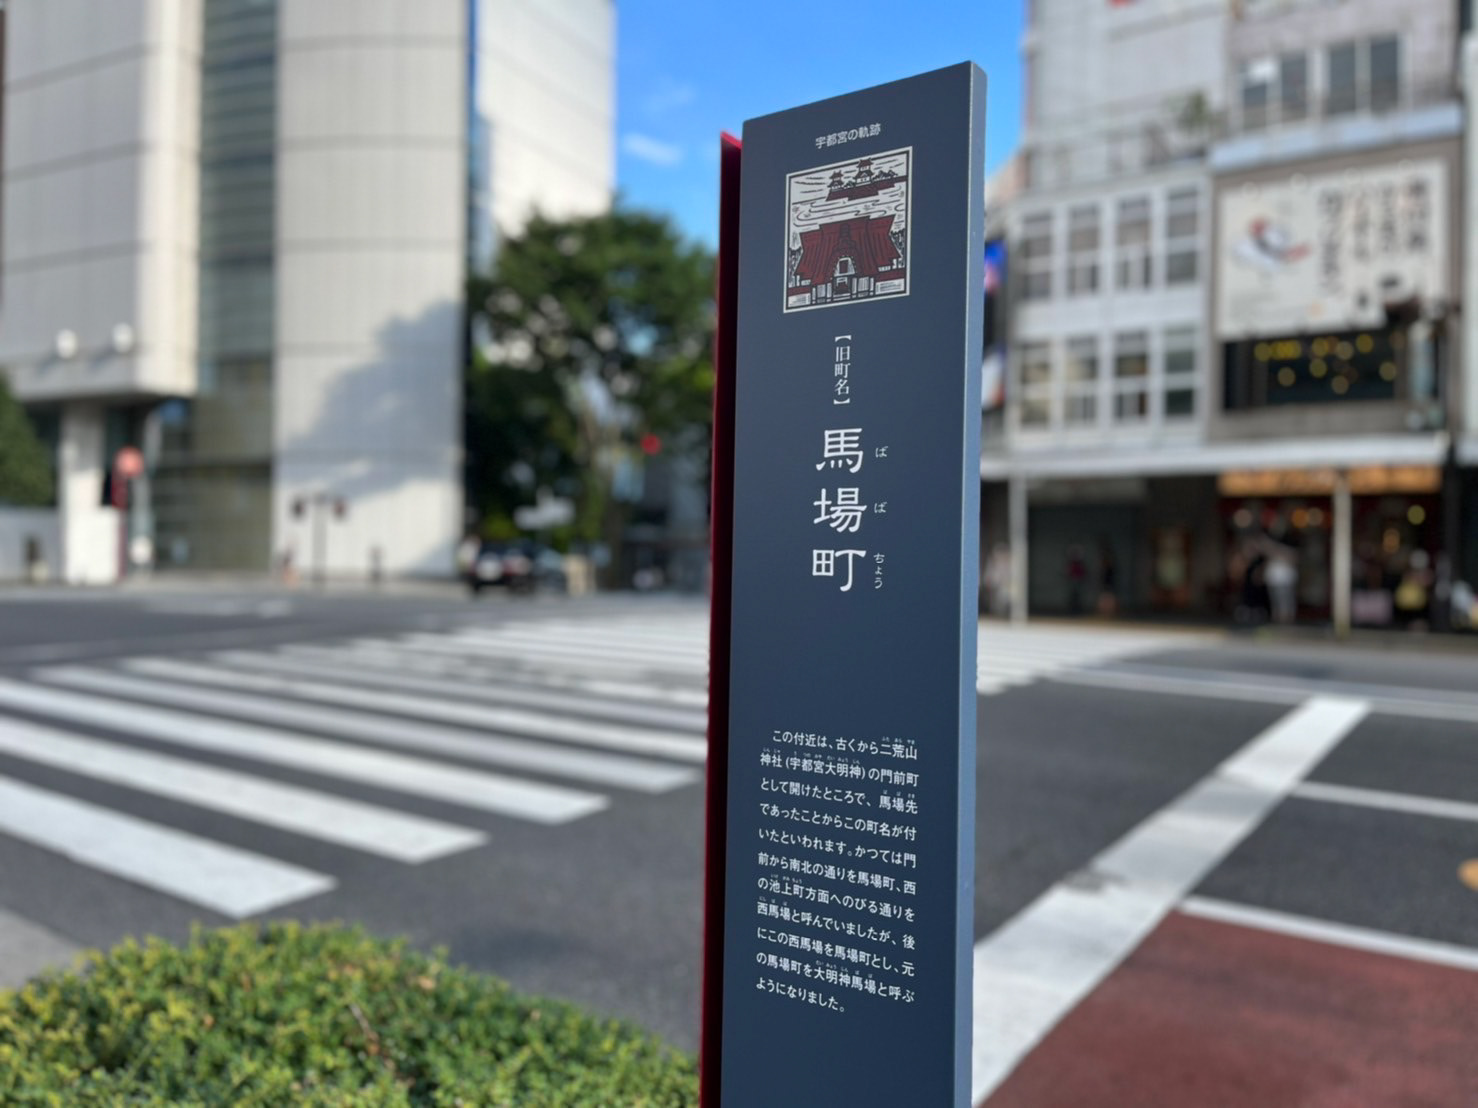 宇都宮の軌跡
【旧町名】
馬場町
ばばちょう
この付近は、古くから二荒山
神社(宇都宮大明神)の門前町
として開けたところで、馬場先
であったことからこの町名が付
いたといわれます。かつては門
前から南北の通りを馬場町、西
の池上町方面へのびる通りを
西馬場と呼んでいましたが、後
にこの西馬場を馬場町とし、元
の馬場町を大明神馬場と呼ぶ
ようになりました。